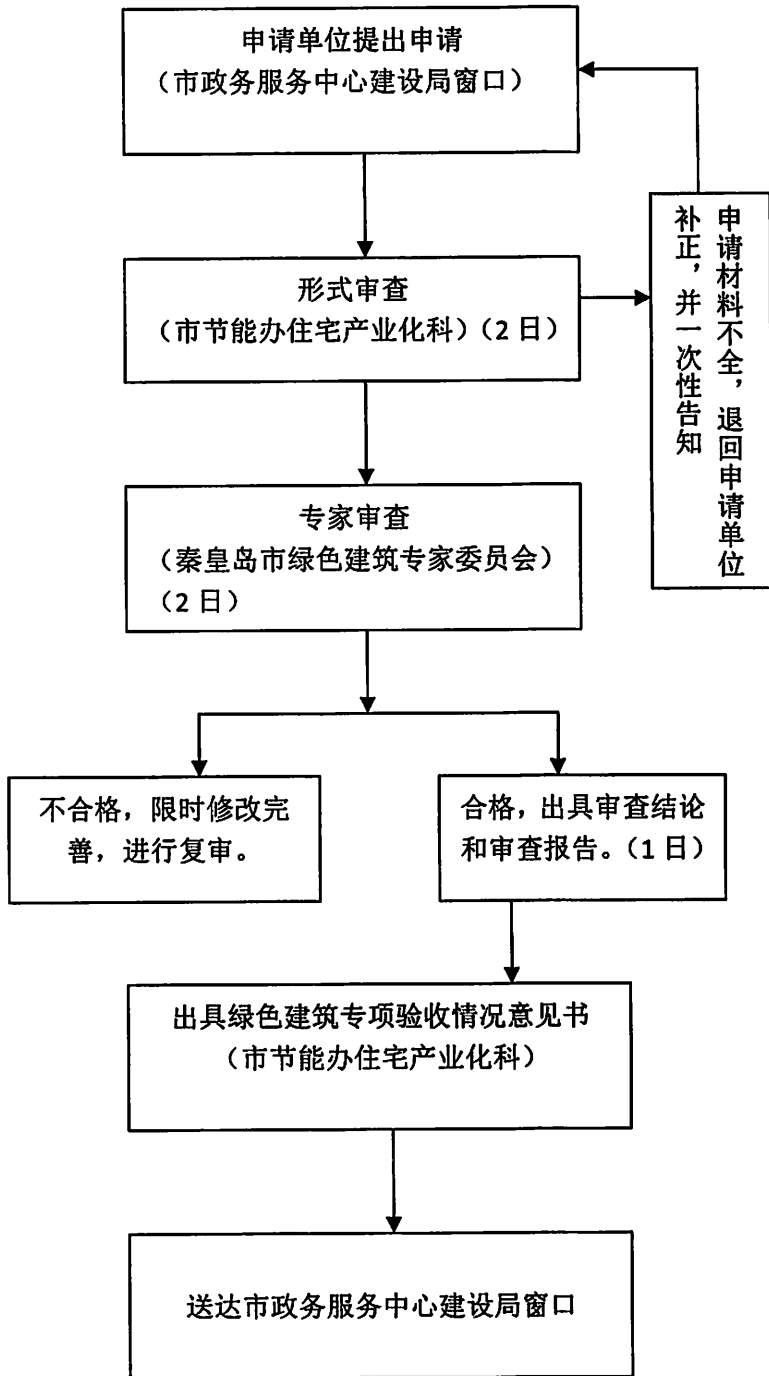 申请单位提出申请
（市政务服务中心建设局窗口）
申请材料不全，退回申请单位
补正，并一次性告知
形式审查
（市节能办住宅产业化科）（2 日）
专家审查
（秦皇岛市绿色建筑专家委员会）
（2 日）
不合格，限时修改完
善，进行复审。
合格，出具审查结论
和审查报告。（1 日）
出具绿色建筑专项验收情况意见书
（市节能办住宅产业化科）
送达市政务服务中心建设局窗口